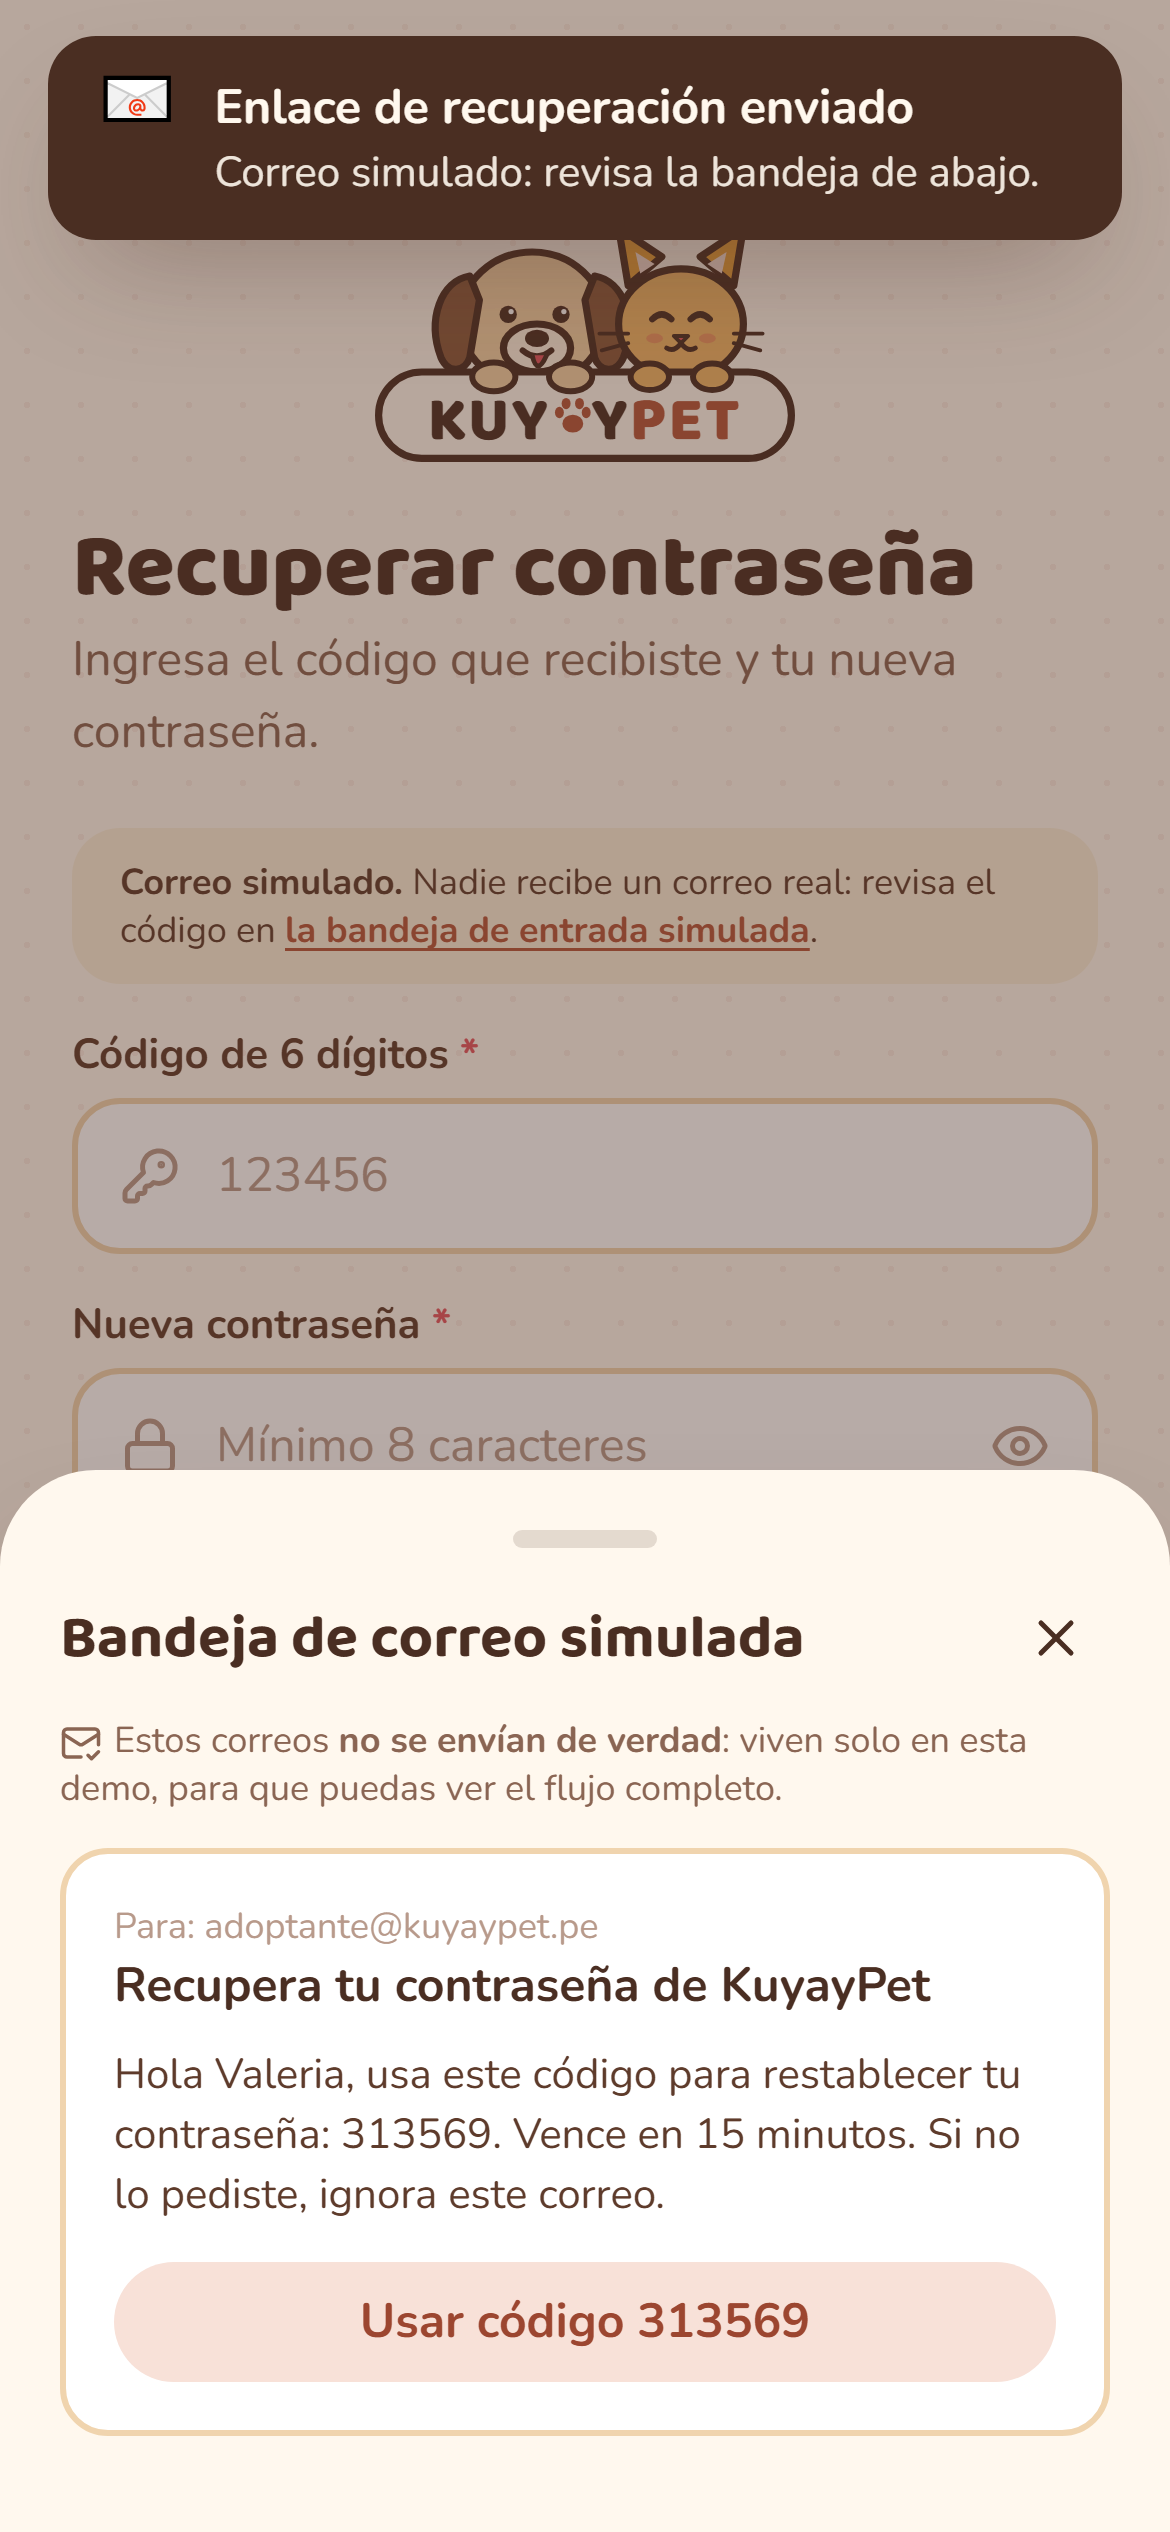 Enlace de recuperación enviado
Correo simulado: revisa la bandeja de abajo.
KUY YPET
Recuperar contraseña
Ingresa el código que recibiste y tu nueva
contraseña.
Correo simulado. Nadie recibe un correo real: revisa el
código en la bandeja de entrada simulada.
Código de 6 dígitos *
123456
Nueva contraseña *
Mínimo 8 caracteres
Bandeja de correo simulada
Estos correos no se envían de verdad: viven solo en esta
demo, para que puedas ver el flujo completo.
Para: adoptante@kuyaypet.pe
Recupera tu contraseña de KuyayPet
Hola Valeria, usa este código para restablecer tu
contraseña: 313569. Vence en 15 minutos. Si no
lo pediste, ignora este correo.
Usar código 313569